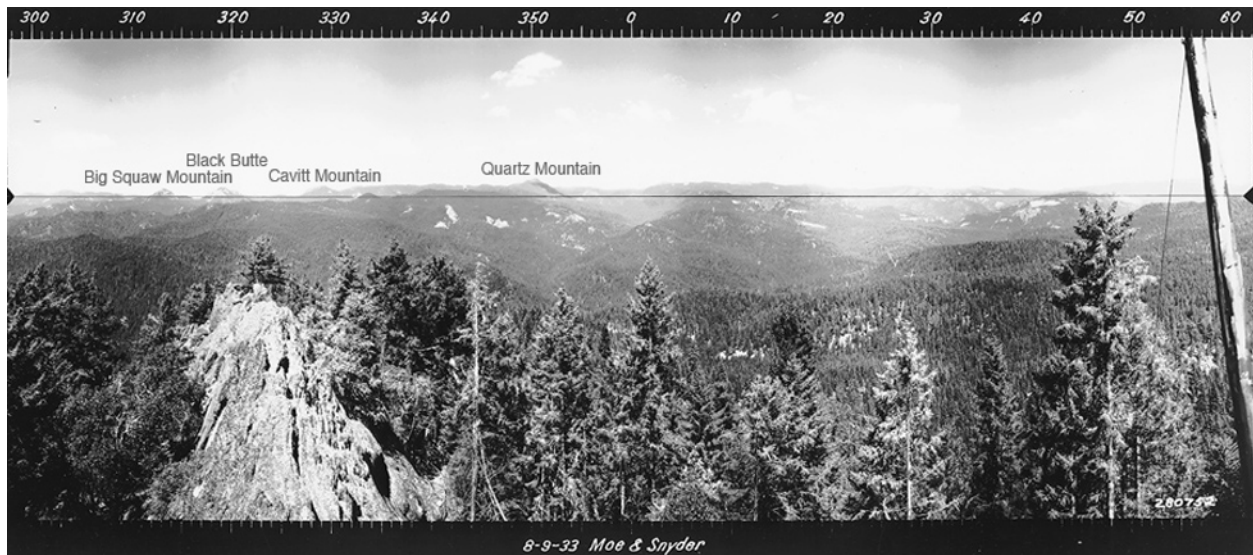 300 310 320 330 340 350 0 10 20 30 40 50 60
Black Butte
Big Squaw Mountain
Cavitt Mountain
Quartz Mountain
280752
8-9-33 Moe & Snyder